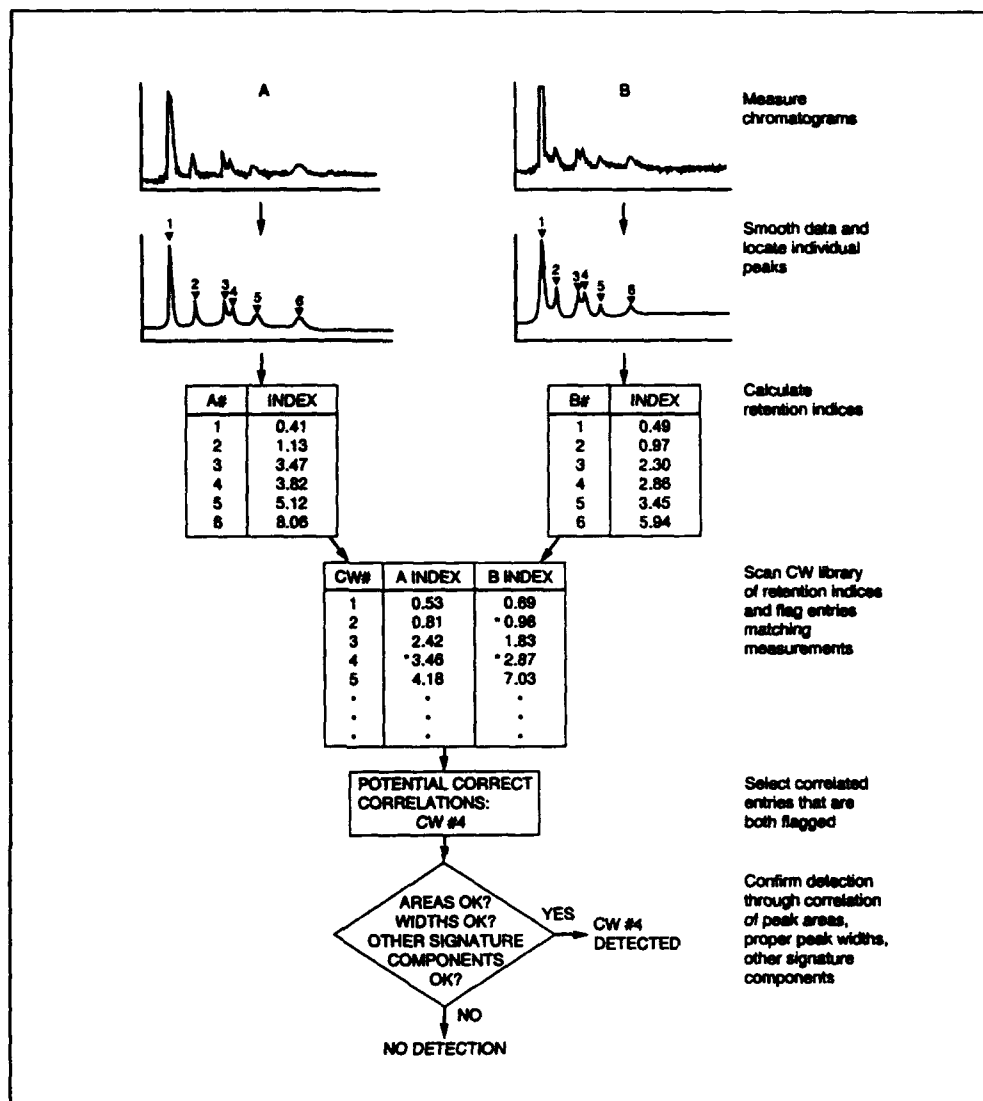 A
B
Measure
chromatograms
1
2
3
4
5
6
1
2
3
4
5
6
Smooth data and
locate individual
peaks
A# INDEX
1 0.41
2 1.13
3 3.47
4 3.82
5 5.12
6 8.06
B# INDEX
1 0.49
2 0.97
3 2.30
4 2.86
5 3.45
6 5.94
Calculate
retention indices
CW# A INDEX B INDEX
1 0.53 0.69
2 0.81 *0.98
3 2.42 1.83
4 *3.46 *2.87
5 4.18 7.03
Scan CW library
of retention indices
and flag entries
matching
measurements
POTENTIAL CORRECT
CORRELATIONS:
CW #4
Select correlated
entries that are
both flagged
AREAS OK?
WIDTHS OK?
OTHER SIGNATURE
COMPONENTS
OK?
YES
CW #4
DETECTED
NO
NO DETECTION
Confirm detection
through correlation
of peak areas,
proper peak widths,
other signature
components